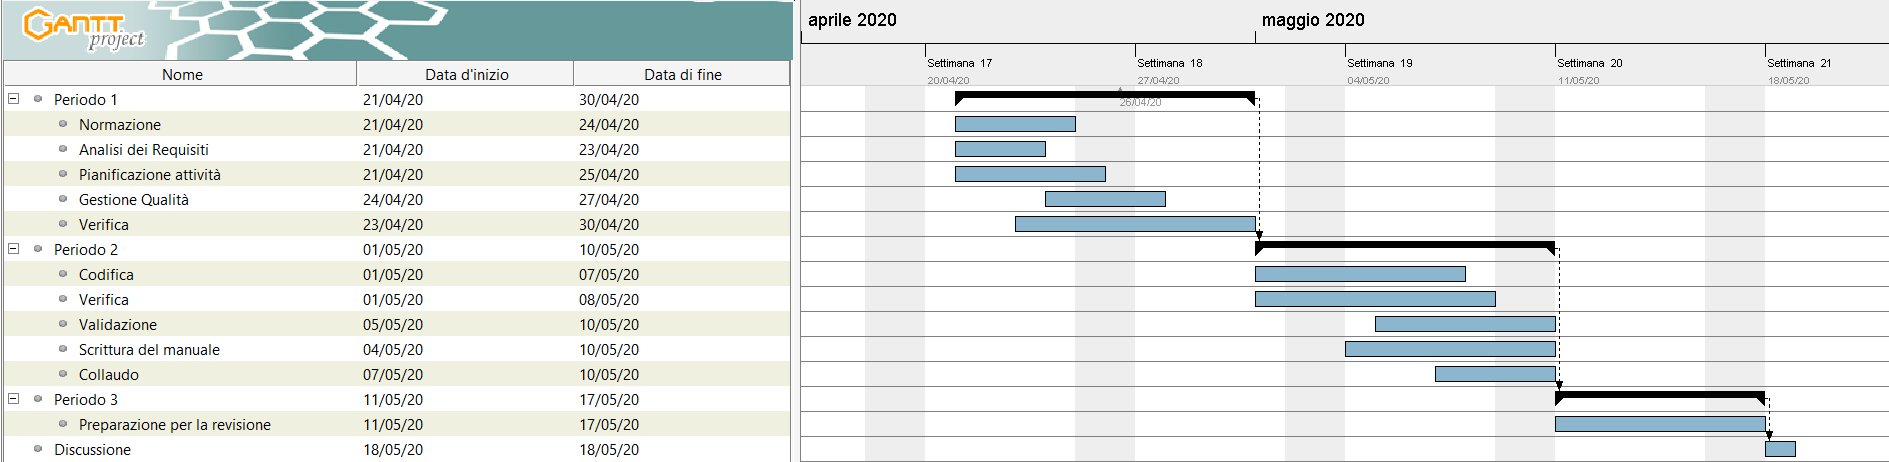 GANTT
project
aprile 2020 maggio 2020
Settimana 17 Settimana 18 Settimana 19 Settimana 20 Settimana 21
20/04/20 27/04/20 04/05/20 11/05/20 18/05/20
26/04/20
Nome Data d'inizio Data di fine
Periodo 1 21/04/20 30/04/20
Normazione 21/04/20 24/04/20
Analisi dei Requisiti 21/04/20 23/04/20
Pianificazione attività 21/04/20 25/04/20
Gestione Qualità 24/04/20 27/04/20
Verifica 23/04/20 30/04/20
Periodo 2 01/05/20 10/05/20
Codifica 01/05/20 07/05/20
Verifica 01/05/20 08/05/20
Validazione 05/05/20 10/05/20
Scrittura del manuale 04/05/20 10/05/20
Collaudo 07/05/20 10/05/20
Periodo 3 11/05/20 17/05/20
Preparazione per la revisione 11/05/20 17/05/20
Discussione 18/05/20 18/05/20